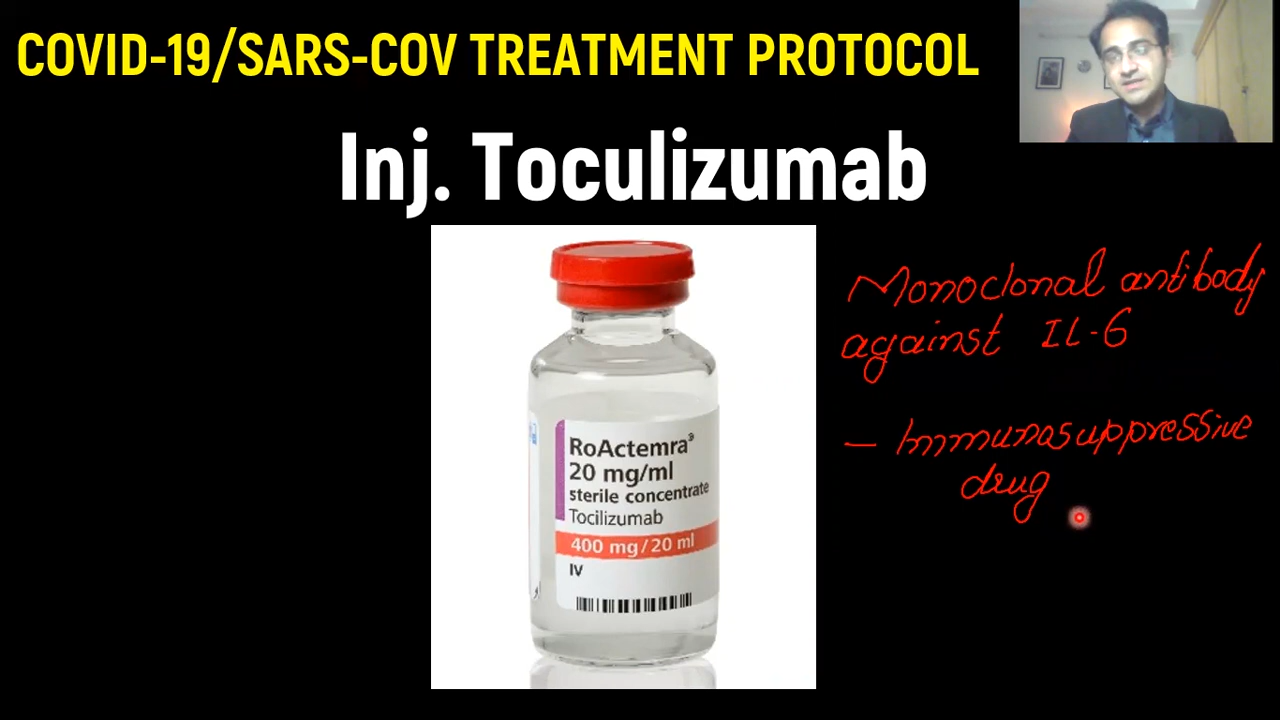 COVID-19/SARS-COV TREATMENT PROTOCOL
Inj. Toculizumab
Monoclonal antibody
against IL-6
– Immunosuppressive
drug
RoActemra®
20 mg/ml
sterile concentrate
Tocilizumab
400 mg/20 ml
IV